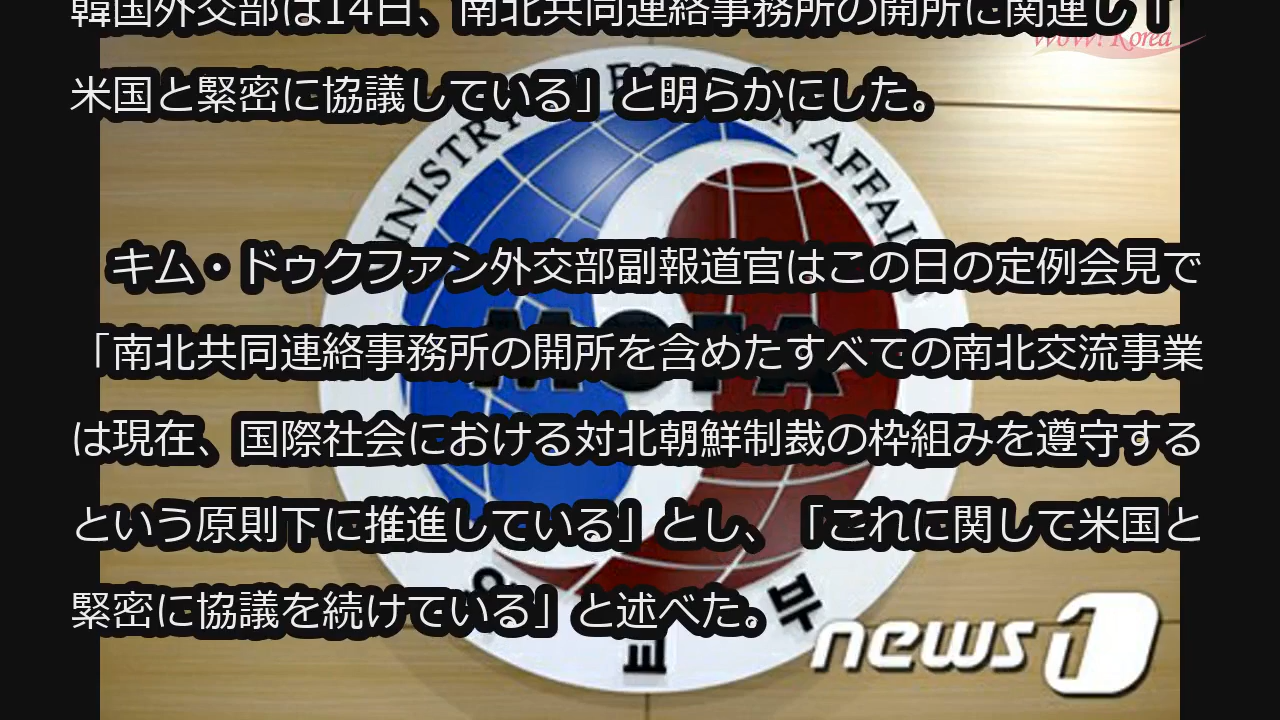 韓国外交部は14日、南北共同連絡事務所の開所に関連し「
WoW! Korea
米国と緊密に協議している」と明らかにした。
キム・ドゥクファン外交部副報道官はこの日の定例会見で
「南北共同連絡事務所の開所を含めたすべての南北交流事業
は現在、国際社会における対北朝鮮制裁の枠組みを遵守する
という原則下に推進している」とし、「これに関して米国と
緊密に協議を続けている」と述べた。
MINISTRY
AFFAIRS
MOFA
외교부
news1